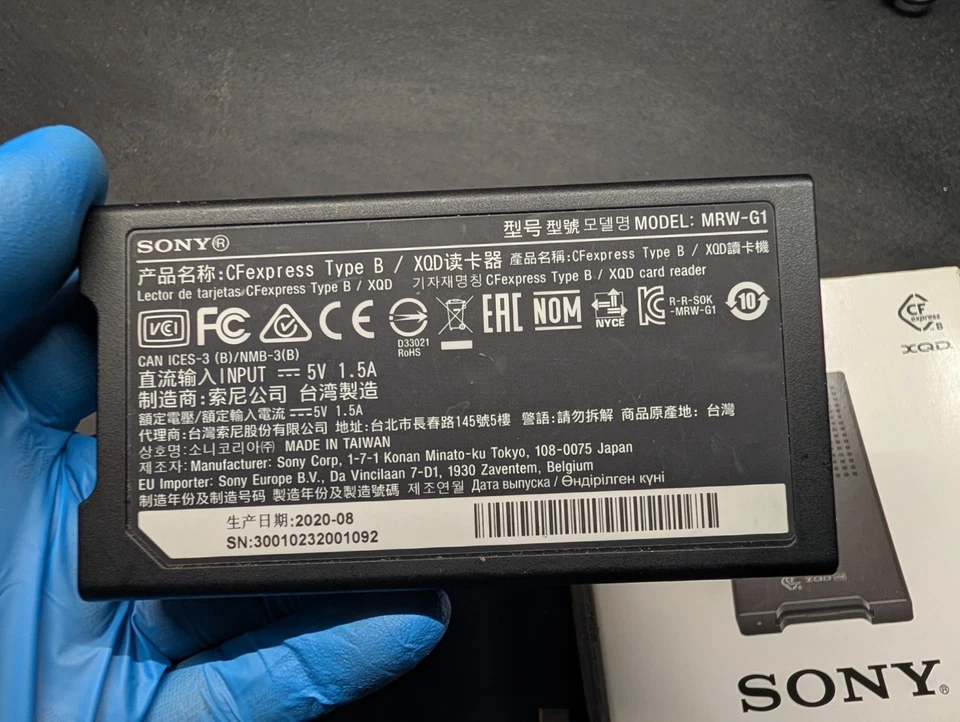 SONY® 型号 型號 모델명 MODEL: MRW-G1
产品名称:CFexpress Type B / XQD读卡器 產品名稱:CFexpress Type B / XQD讀卡機
Lector de tarjetas CFexpress Type B / XQD 기자재명칭 CFexpress Type B / XQD card reader
VCI FC CE EAC NOM NYCE R-R-SOK-MRW-G1 10
D33021
RoHS
CAN ICES-3 (B)/NMB-3(B)
直流输入INPUT ⎓ 5V 1.5A
制造商:索尼公司 台湾製造
額定電壓/額定輸入電流 ⎓5V 1.5A
代理商:台灣索尼股份有限公司 地址:台北市長春路145號5樓 警語:請勿拆解 商品原產地: 台灣
상호명:소니코리아㈜ MADE IN TAIWAN
제조자: Manufacturer: Sony Corp, 1-7-1 Konan Minato-ku Tokyo, 108-0075 Japan
EU Importer: Sony Europe B.V., Da Vincilaan 7-D1, 1930 Zaventem, Belgium
制造年份及制造号码 製造年份及製造號碼 제조연월 Дата выпуска / Өндірілген күні
生产日期:2020-08
SN:30010232001092
CF
express
B
XQD
XQD
SONY®